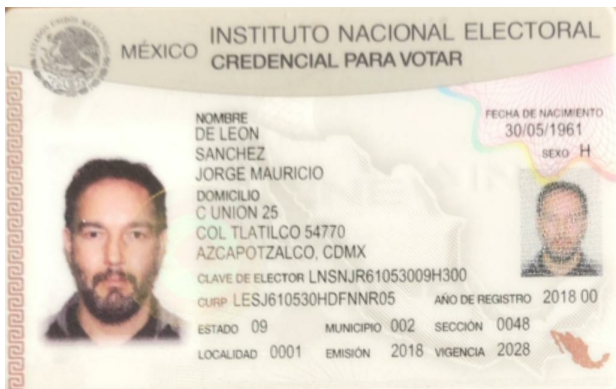 MÉXICO
INSTITUTO NACIONAL ELECTORAL
CREDENCIAL PARA VOTAR
NOMBRE
DE LEON
SANCHEZ
JORGE MAURICIO
FECHA DE NACIMIENTO
30/05/1961
SEXO H
DOMICILIO
C UNION 25
COL TLATILCO 54770
AZCAPOTZALCO, CDMX
CLAVE DE ELECTOR LNSNJR61053009H300
CURP LESJ610530HDFNNR05
AÑO DE REGISTRO 2018 00
ESTADO 09 MUNICIPIO 002 SECCIÓN 0048
LOCALIDAD 0001 EMISIÓN 2018 VIGENCIA 2028